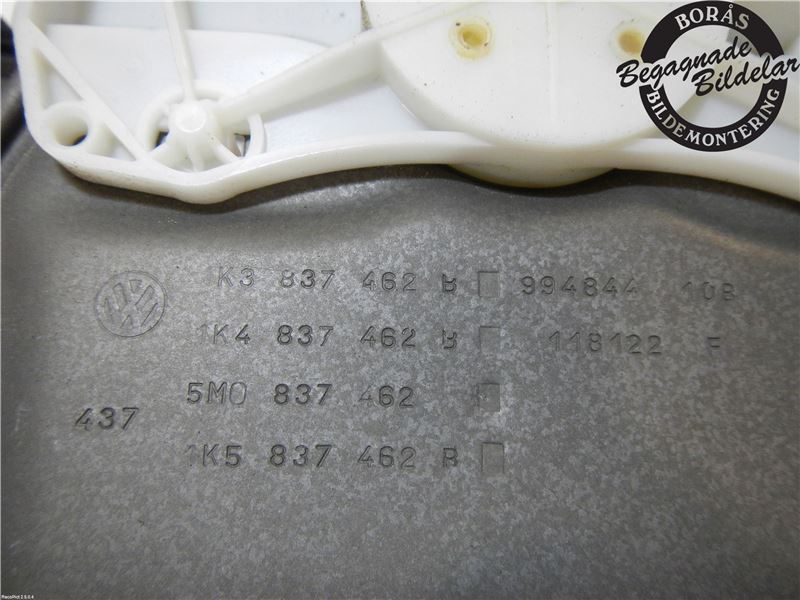 BORÅS
Begagnade
Bildelar
BILDEMONTERING
1K3 837 462 B 994844 10B
1K4 837 462 B 118122 F
5M0 837 462
437
1K5 837 462 B